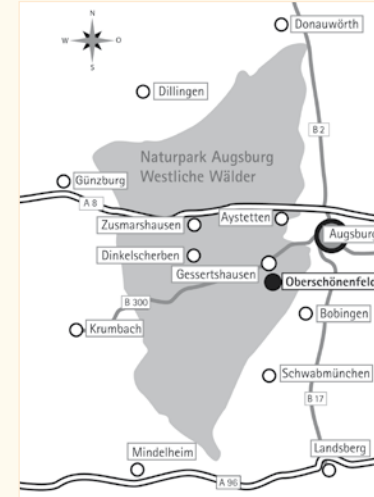 N
W O
S
Donauwörth
Dillingen
B 2
Naturpark Augsburg
Westliche Wälder
Günzburg
A 8
Zusmarshausen
Aystetten
Augsburg
Dinkelscherben
Gessertshausen
Oberschönenfeld
B 300
Bobingen
Krumbach
Schwabmünchen
B 17
Mindelheim
Landsberg
A 96